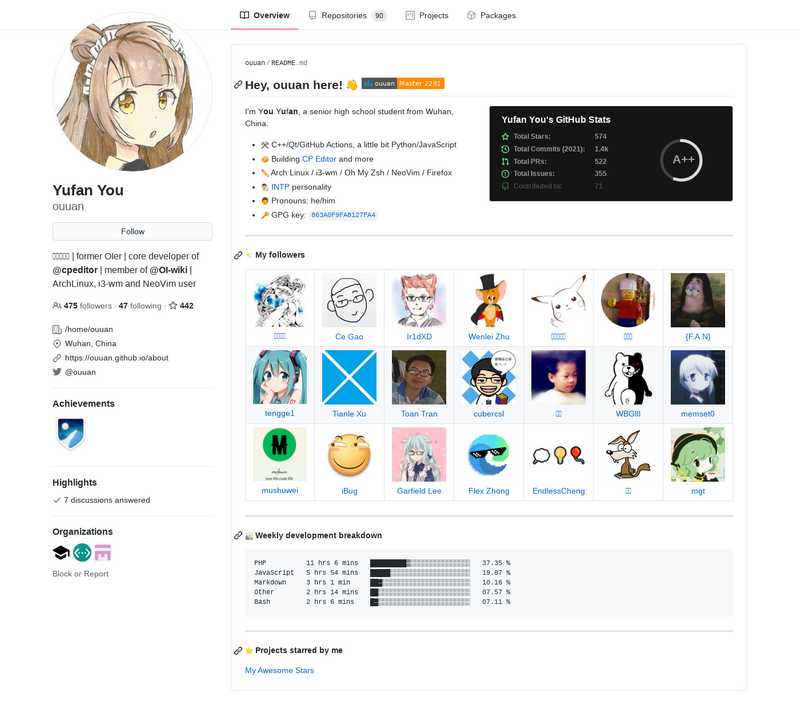 Overview
Repositories 90
Projects
Packages
Yufan You
ouuan
Follow
| former OIer | core developer of
@cpeditor | member of @OI-wiki |
ArchLinux, i3-wm and NeoVim user
475 followers · 47 following · 442
/home/ouuan
Wuhan, China
https://ouuan.github.io/about
@ouuan
Achievements
Highlights
7 discussions answered
Organizations
Block or Report
ouuan / README.md
Hey, ouuan here! 👋 ouuan Master 2281
I'm You Yufan, a senior high school student from Wuhan,
China.
C++/Qt/GitHub Actions, a little bit Python/JavaScript
Building CP Editor and more
Arch Linux / i3-wm / Oh My Zsh / NeoVim / Firefox
INTP personality
Pronouns: he/him
GPG key: 863A0F9FA8127FA4
Yufan You's GitHub Stats
Total Stars: 574
Total Commits (2021): 1.4k
Total PRs: 522
Total Issues: 355
Contributed to: 71
A++
My followers
Ce Gao
Ir1dXD
Wenlei Zhu
{F.A.N}
tengge1
Tianle Xu
Toan Tran
cubercsl
WBGlIl
memset0
mushuwei
iBug
Garfield Lee
Flex Zhong
EndlessCheng
mgt
Weekly development breakdown
PHP 11 hrs 6 mins 37.35 %
JavaScript 5 hrs 54 mins 19.87 %
Markdown 3 hrs 1 min 10.16 %
Other 2 hrs 14 mins 07.57 %
Bash 2 hrs 6 mins 07.11 %
Projects starred by me
My Awesome Stars